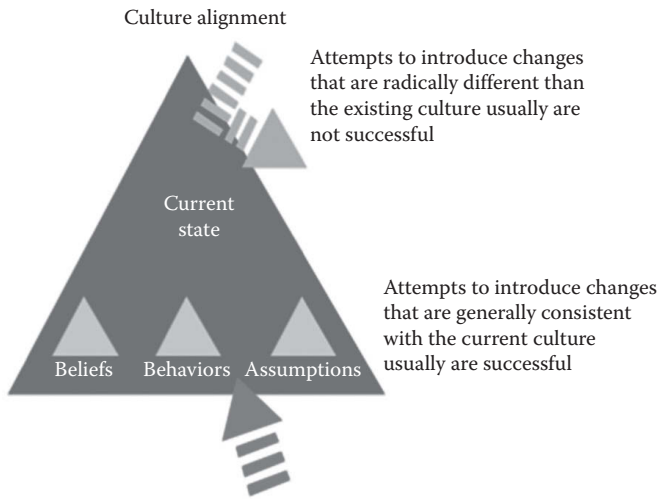 Culture alignment
Attempts to introduce changes
that are radically different than
the existing culture usually are
not successful
Current
state
Attempts to introduce changes
that are generally consistent
with the current culture
usually are successful
Beliefs
Behaviors
Assumptions